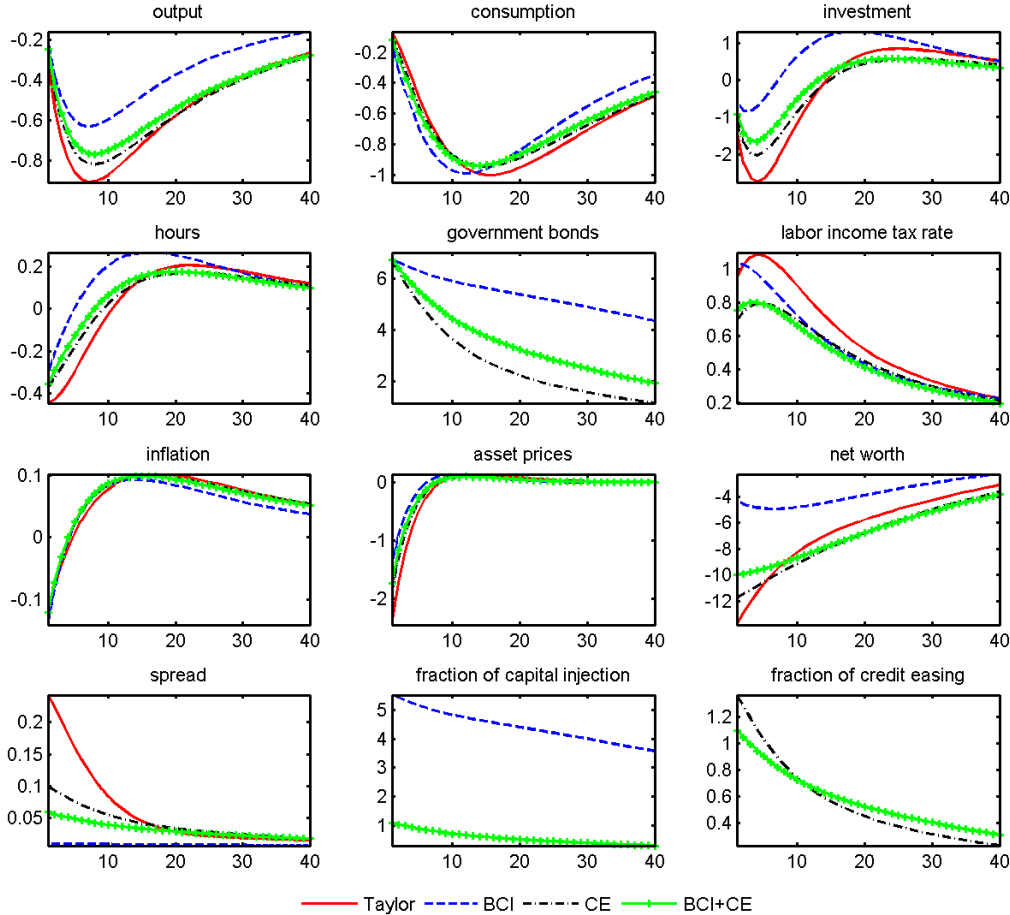 output
consumption
investment
-0.2
-0.4
-0.6
-0.8
10 20 30 40
-0.2
-0.4
-0.6
-0.8
-1
10 20 30 40
1
0
-1
-2
10 20 30 40
hours
government bonds
labor income tax rate
0.2
0
-0.2
-0.4
10 20 30 40
6
4
2
10 20 30 40
1
0.8
0.6
0.4
0.2
10 20 30 40
inflation
asset prices
net worth
0.1
0
-0.1
10 20 30 40
0
-1
-2
10 20 30 40
-4
-6
-8
-10
-12
10 20 30 40
spread
fraction of capital injection
fraction of credit easing
0.2
0.15
0.1
0.05
10 20 30 40
5
4
3
2
1
10 20 30 40
1.2
1
0.8
0.6
0.4
10 20 30 40
Taylor BCI CE BCI+CE